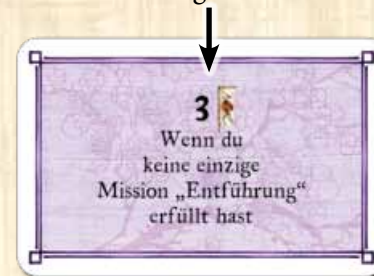 3
Wenn du
keine einzige
Mission „Entführung“
erfüllt hast